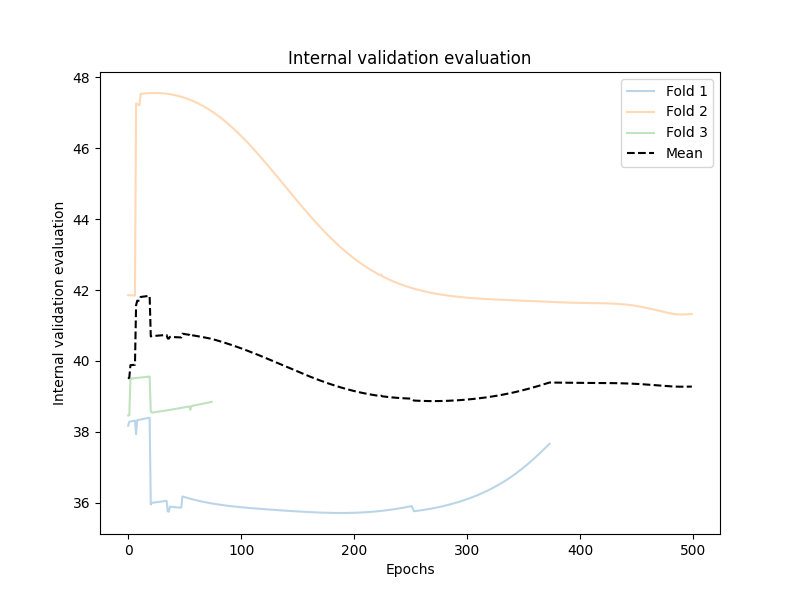 Internal validation evaluation
Fold 1
Fold 2
Fold 3
Mean
Internal validation evaluation
48
46
44
42
40
38
36
0 100 200 300 400 500
Epochs